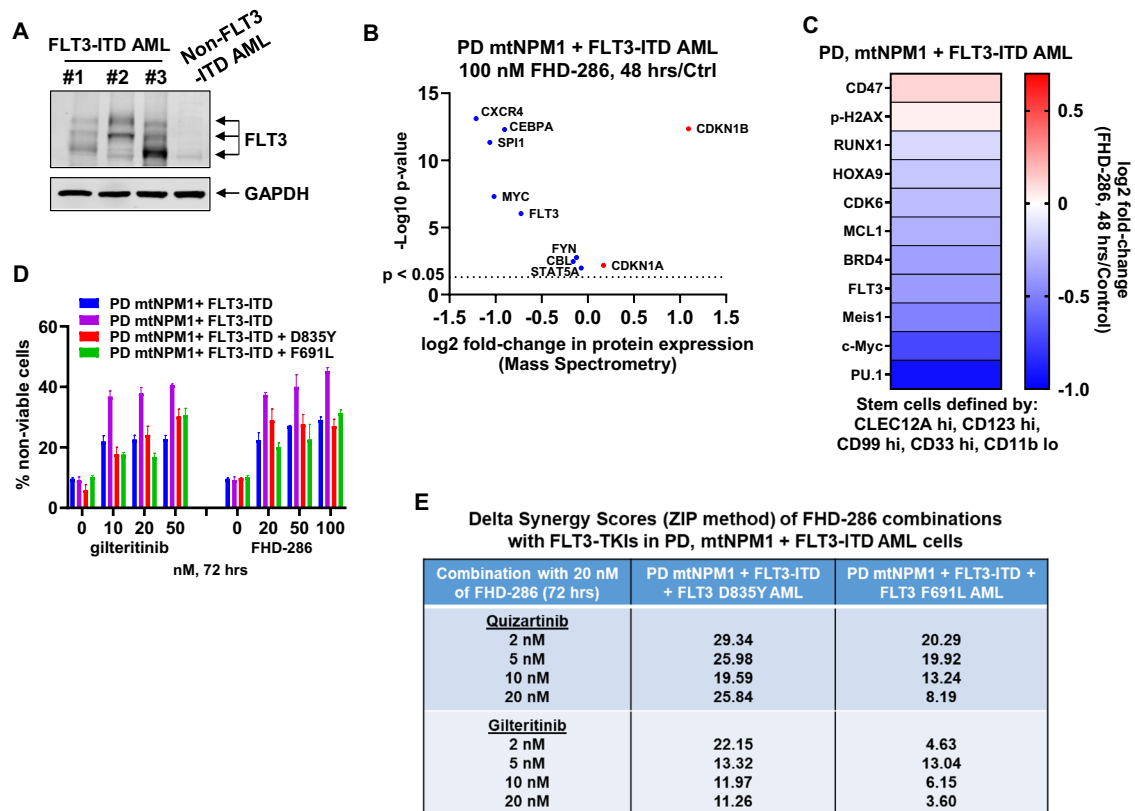 A
FLT3-ITD AML
Non-FLT3
-ITD AML
#1 #2 #3
FLT3
GAPDH
B
PD mtNPM1 + FLT3-ITD AML
100 nM FHD-286, 48 hrs/Ctrl
-Log10 p-value
15
10
5
p < 0.05
0
CXCR4
CEBPA
SPI1
CDKN1B
MYC
FLT3
FYN
CBL
STAT5A
CDKN1A
-1.5 -1.0 -0.5 0.0 0.5 1.0 1.5
log2 fold-change in protein expression
(Mass Spectrometry)
C
PD, mtNPM1 + FLT3-ITD AML
CD47
p-H2AX
RUNX1
HOXA9
CDK6
MCL1
BRD4
FLT3
Meis1
c-Myc
PU.1
0.5
0
-0.5
-1.0
log2 fold-change
(FHD-286, 48 hrs/Control)
Stem cells defined by:
CLEC12A hi, CD123 hi,
CD99 hi, CD33 hi, CD11b lo
D
PD mtNPM1+ FLT3-ITD
PD mtNPM1+ FLT3-ITD
PD mtNPM1+ FLT3-ITD + D835Y
PD mtNPM1+ FLT3-ITD + F691L
% non-viable cells
60
40
20
0
0 10 20 50 0 20 50 100
gilteritinib FHD-286
nM, 72 hrs
E
Delta Synergy Scores (ZIP method) of FHD-286 combinations
with FLT3-TKIs in PD, mtNPM1 + FLT3-ITD AML cells
Combination with 20 nM PD mtNPM1 + FLT3-ITD PD mtNPM1 + FLT3-ITD +
of FHD-286 (72 hrs) + FLT3 D835Y AML FLT3 F691L AML
Quizartinib
2 nM 29.34 20.29
5 nM 25.98 19.92
10 nM 19.59 13.24
20 nM 25.84 8.19
Gilteritinib
2 nM 22.15 4.63
5 nM 13.32 13.04
10 nM 11.97 6.15
20 nM 11.26 3.60